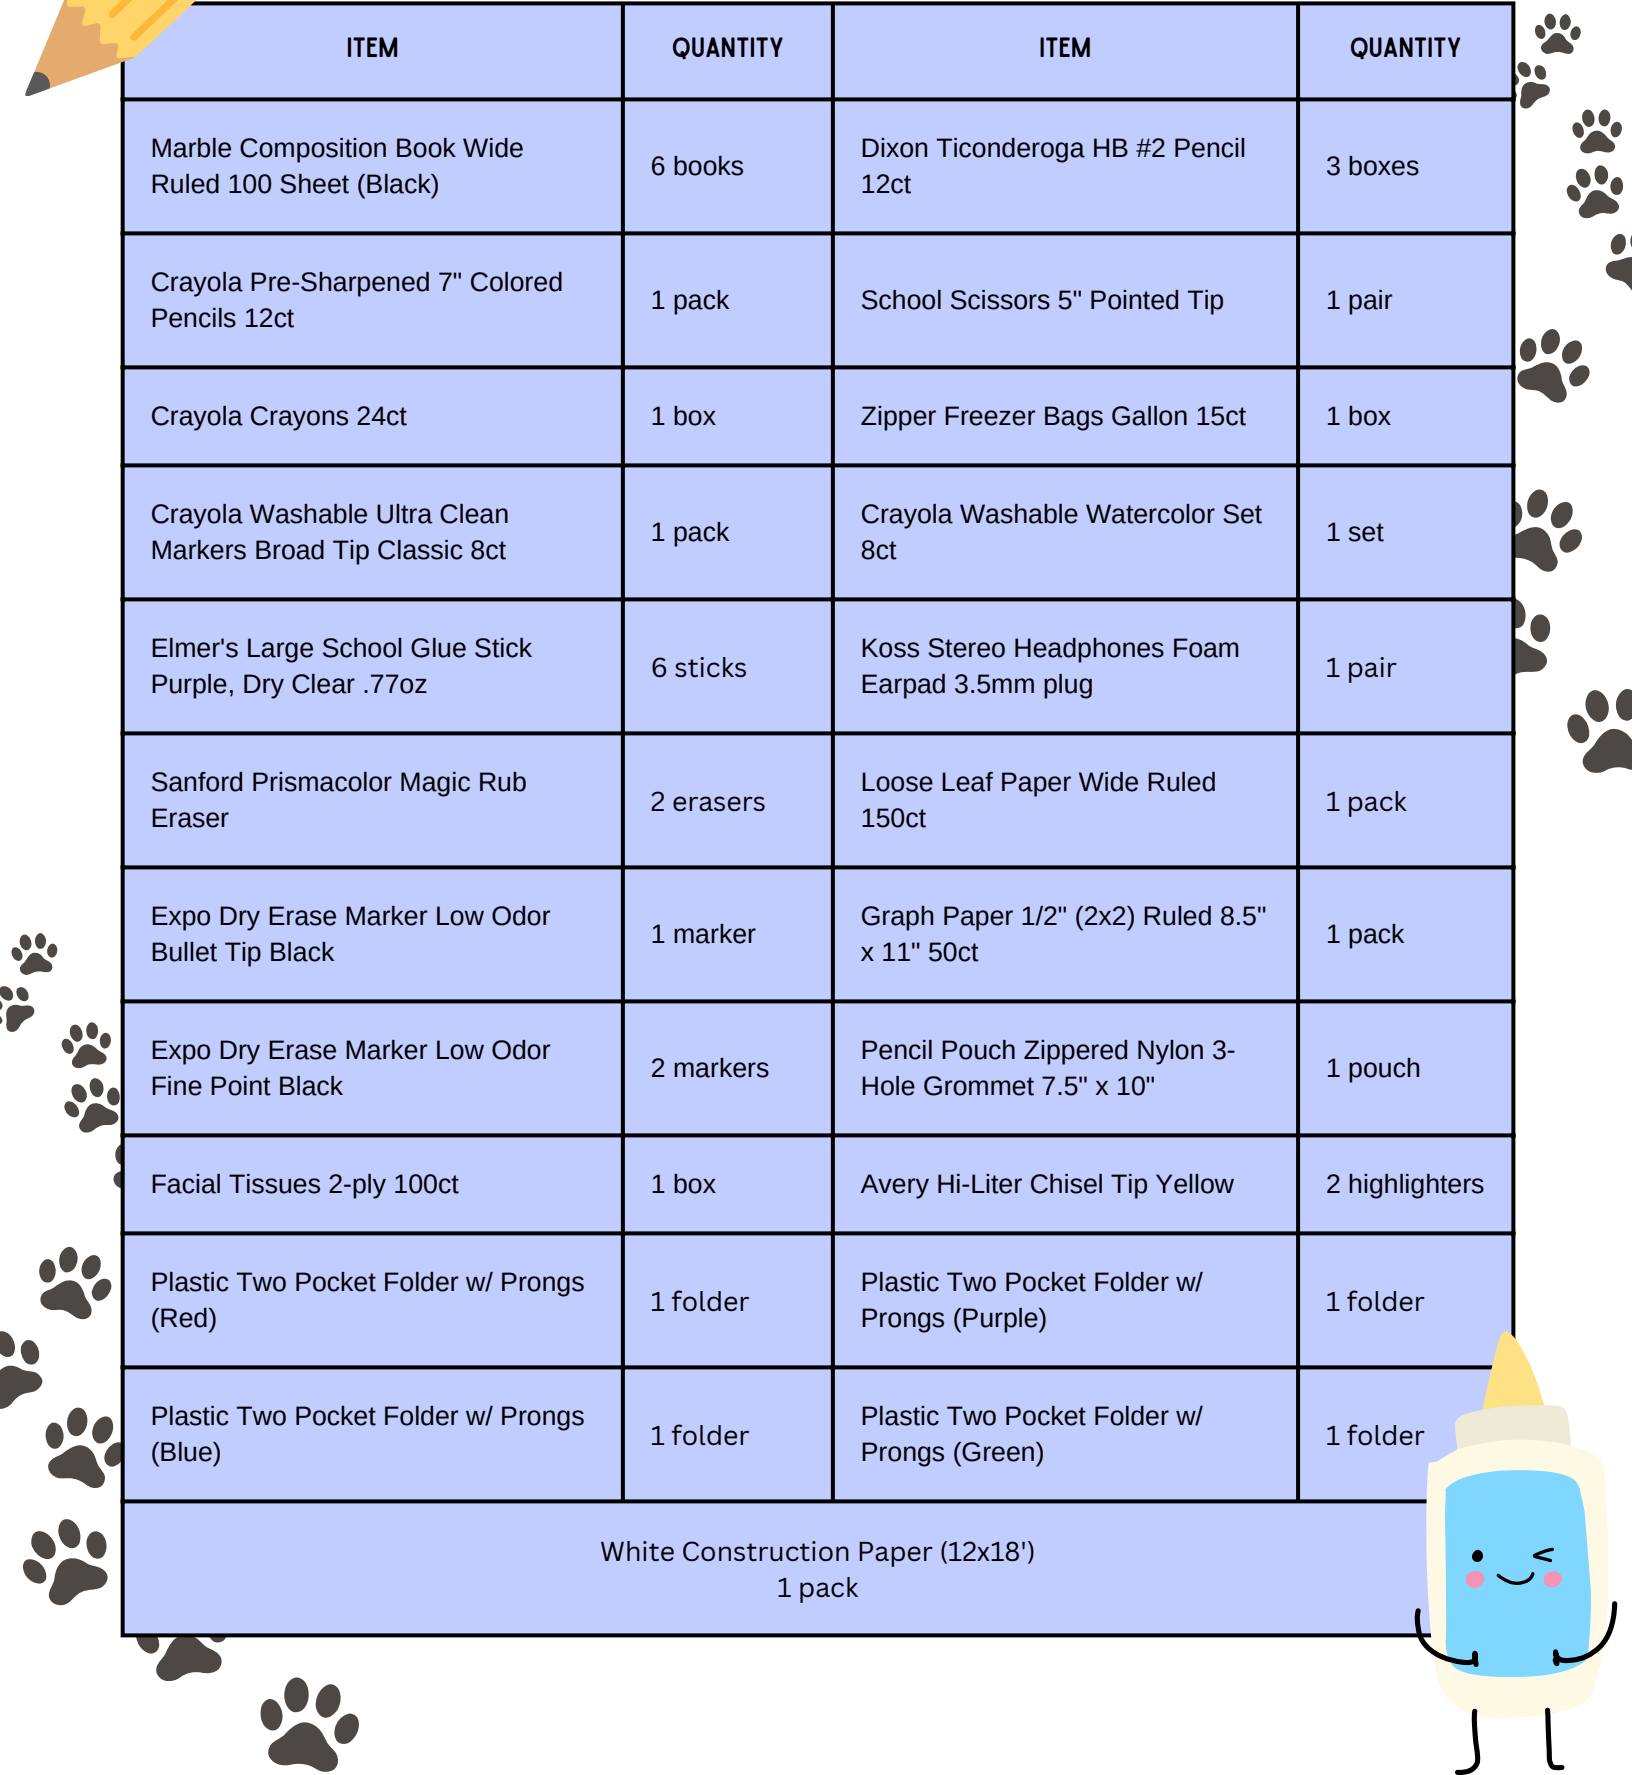 ITEM QUANTITY ITEM QUANTITY
Marble Composition Book Wide
Ruled 100 Sheet (Black)
6 books
Dixon Ticonderoga HB #2 Pencil
12ct
3 boxes
Crayola Pre-Sharpened 7" Colored
Pencils 12ct
1 pack
School Scissors 5" Pointed Tip
1 pair
Crayola Crayons 24ct
1 box
Zipper Freezer Bags Gallon 15ct
1 box
Crayola Washable Ultra Clean
Markers Broad Tip Classic 8ct
1 pack
Crayola Washable Watercolor Set
8ct
1 set
Elmer's Large School Glue Stick
Purple, Dry Clear .77oz
6 sticks
Koss Stereo Headphones Foam
Earpad 3.5mm plug
1 pair
Sanford Prismacolor Magic Rub
Eraser
2 erasers
Loose Leaf Paper Wide Ruled
150ct
1 pack
Expo Dry Erase Marker Low Odor
Bullet Tip Black
1 marker
Graph Paper 1/2" (2x2) Ruled 8.5"
x 11" 50ct
1 pack
Expo Dry Erase Marker Low Odor
Fine Point Black
2 markers
Pencil Pouch Zippered Nylon 3-
Hole Grommet 7.5" x 10"
1 pouch
Facial Tissues 2-ply 100ct
1 box
Avery Hi-Liter Chisel Tip Yellow
2 highlighters
Plastic Two Pocket Folder w/ Prongs
(Red)
1 folder
Plastic Two Pocket Folder w/
Prongs (Purple)
1 folder
Plastic Two Pocket Folder w/ Prongs
(Blue)
1 folder
Plastic Two Pocket Folder w/
Prongs (Green)
1 folder
White Construction Paper (12x18')
1 pack